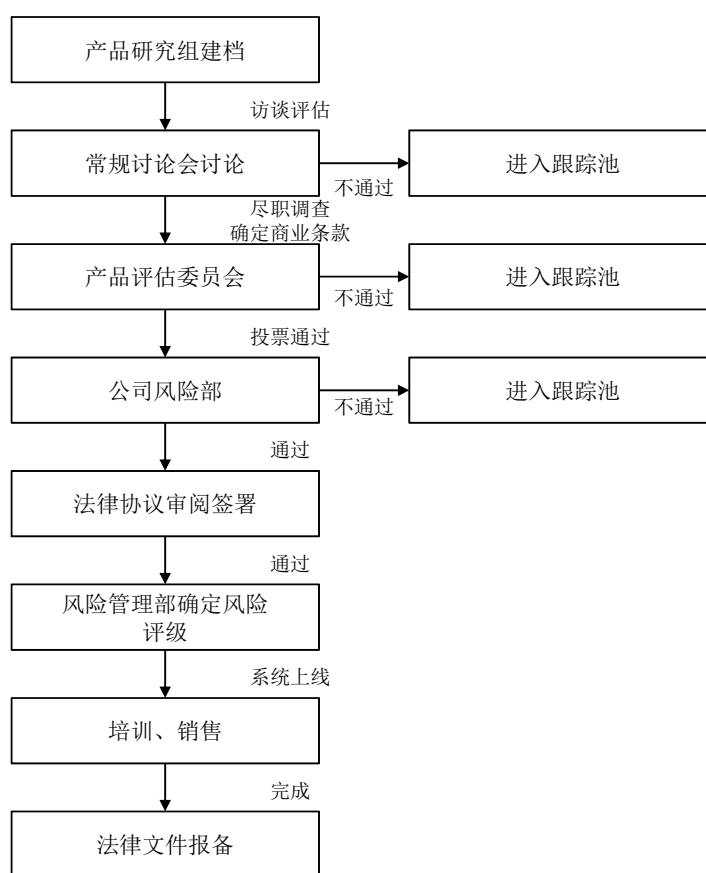 产品研究组建档
访谈评估
常规讨论会讨论
进入跟踪池
不通过
尽职调查
确定商业条款
产品评估委员会
进入跟踪池
不通过
投票通过
公司风险部
进入跟踪池
不通过
通过
法律协议审阅签署
通过
风险管理部确定风险
评级
系统上线
培训、销售
完成
法律文件报备